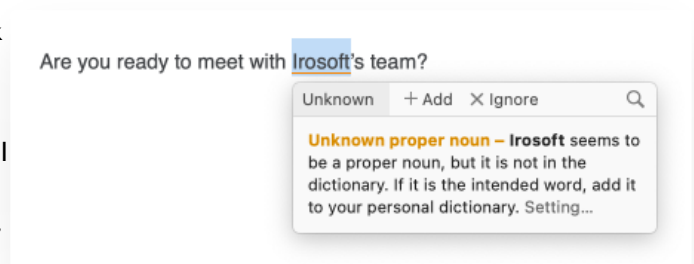 Are you ready to meet with Irosoft's team?
Unknown + Add × Ignore
Unknown proper noun – Irosoft seems to
be a proper noun, but it is not in the
dictionary. If it is the intended word, add it
to your personal dictionary. Setting...